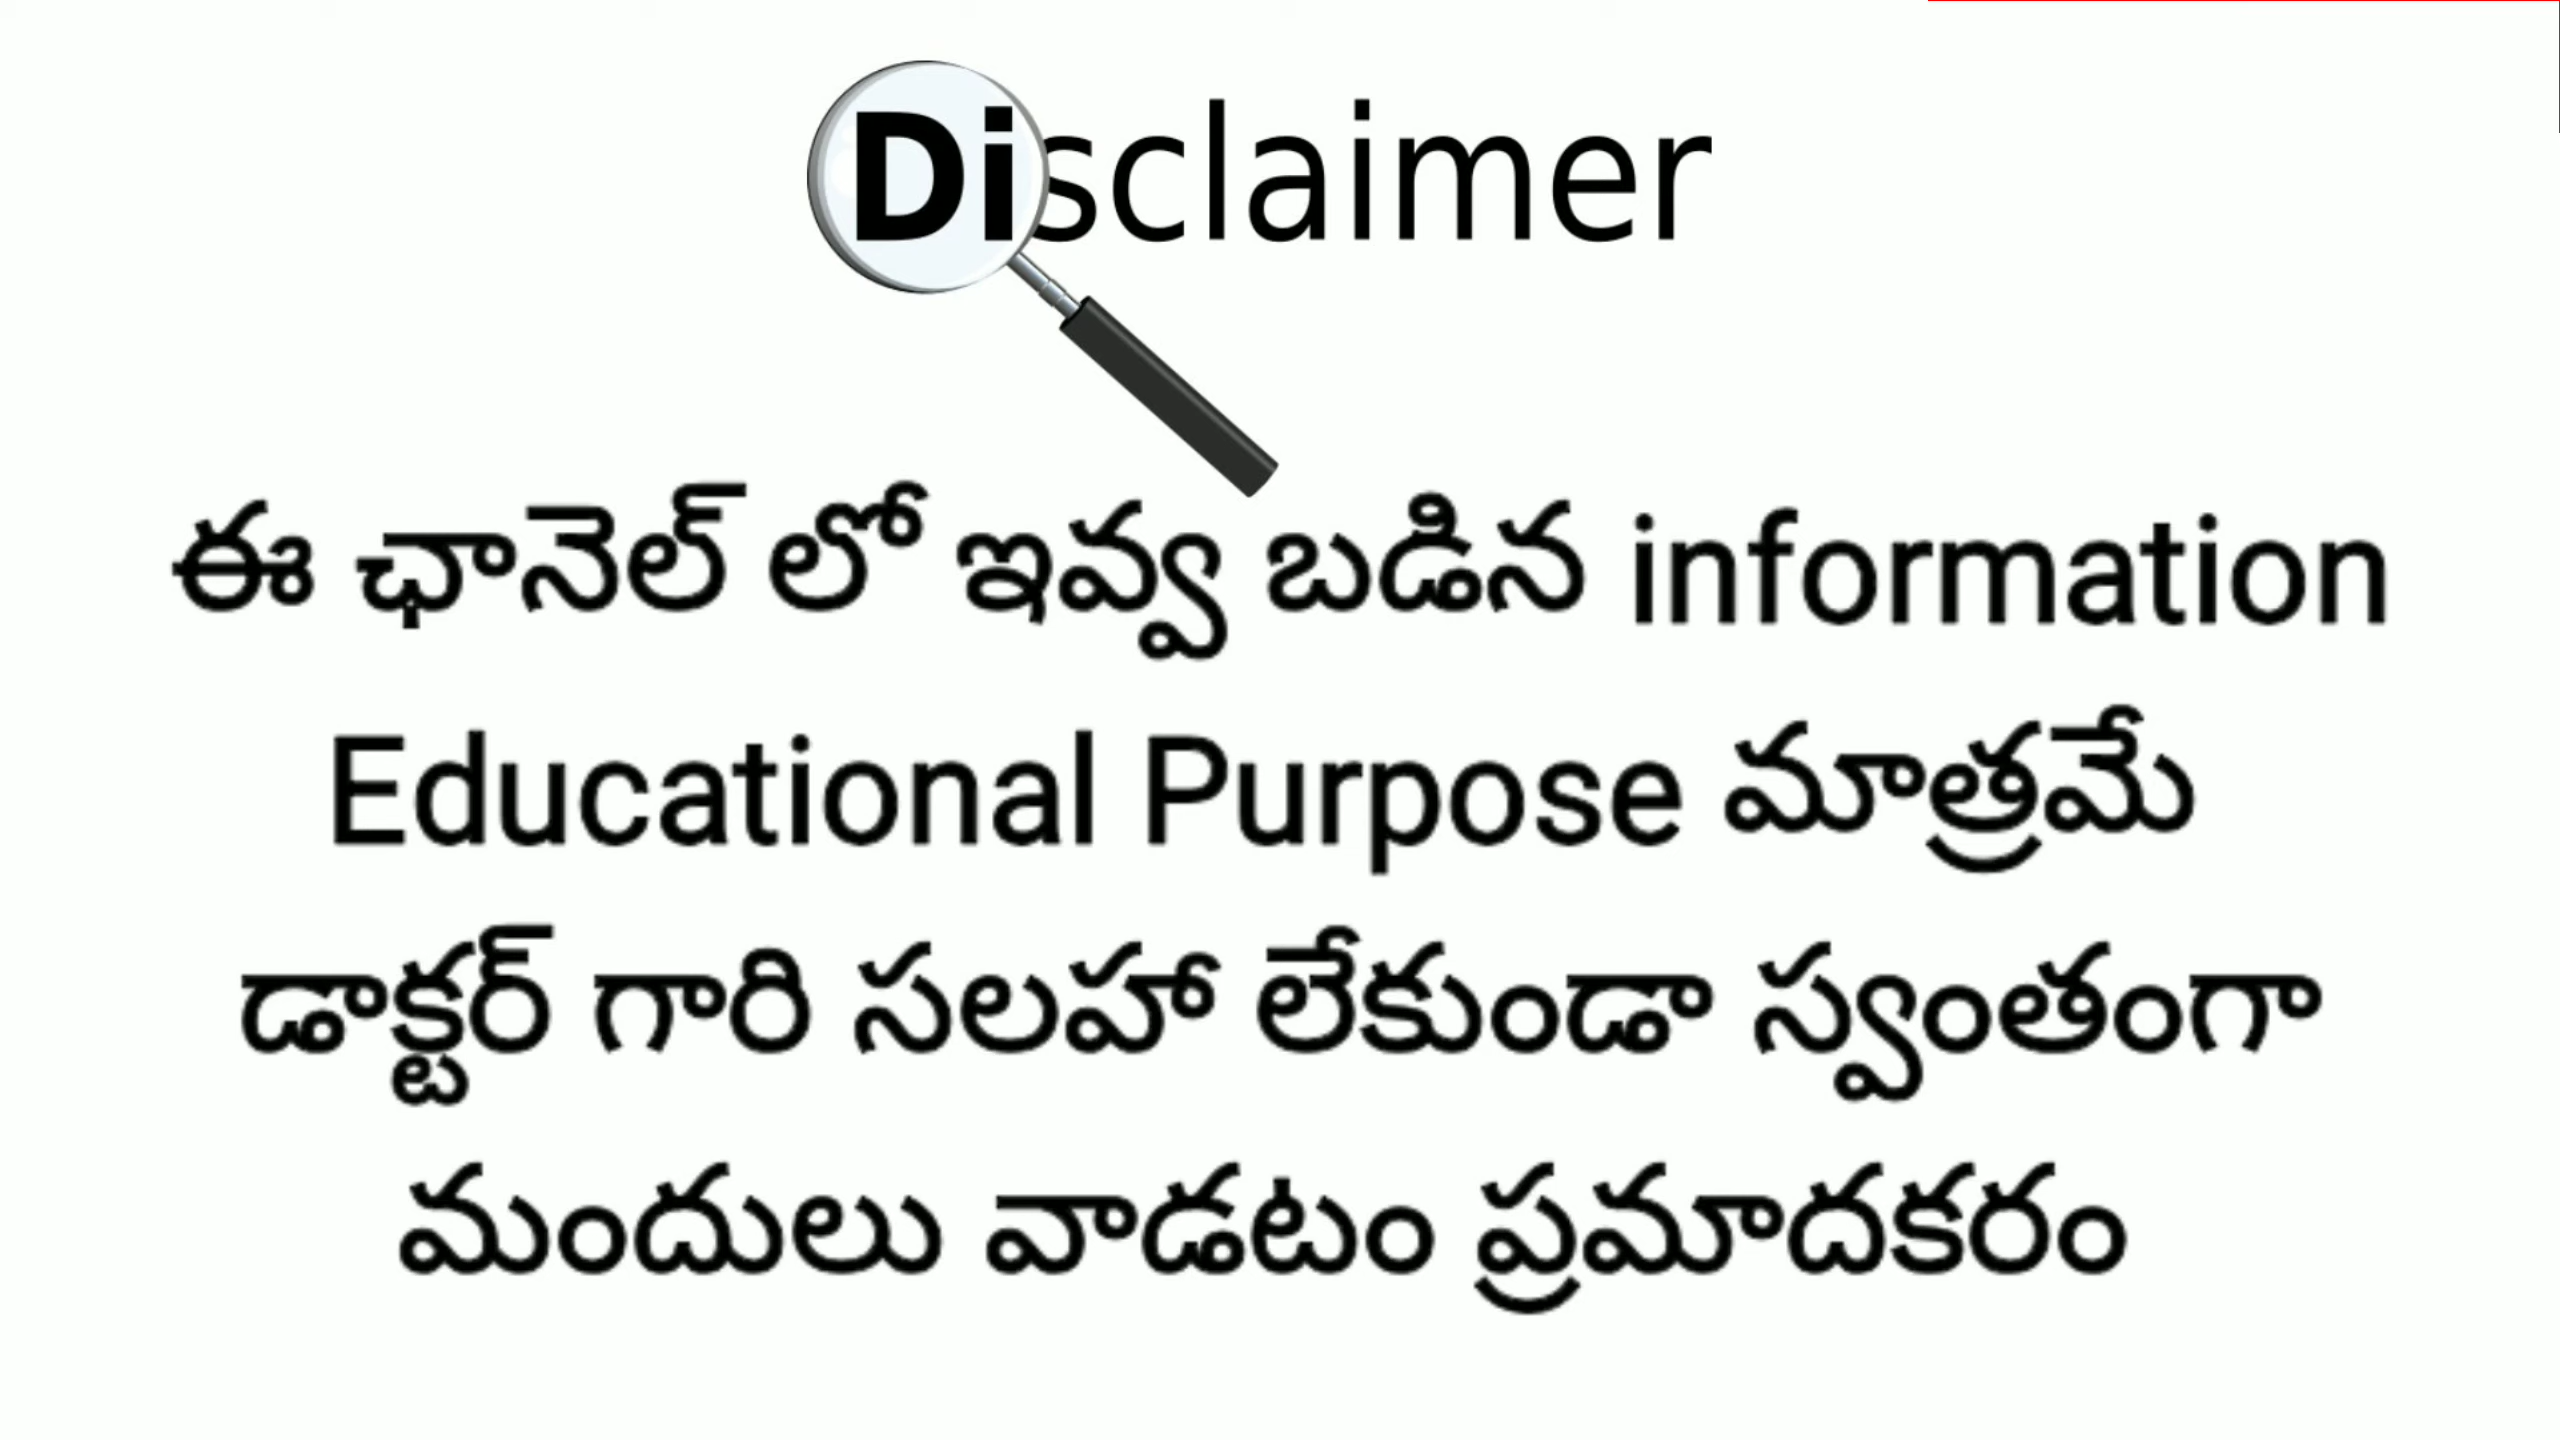 Disclaimer
ఈ ఛానెల్ లో ఇవ్వ బడిన information
Educational Purpose మాత్రమే
డాక్టర్ గారి సలహా లేకుండా స్వంతంగా
మందులు వాడటం ప్రమాదకరం